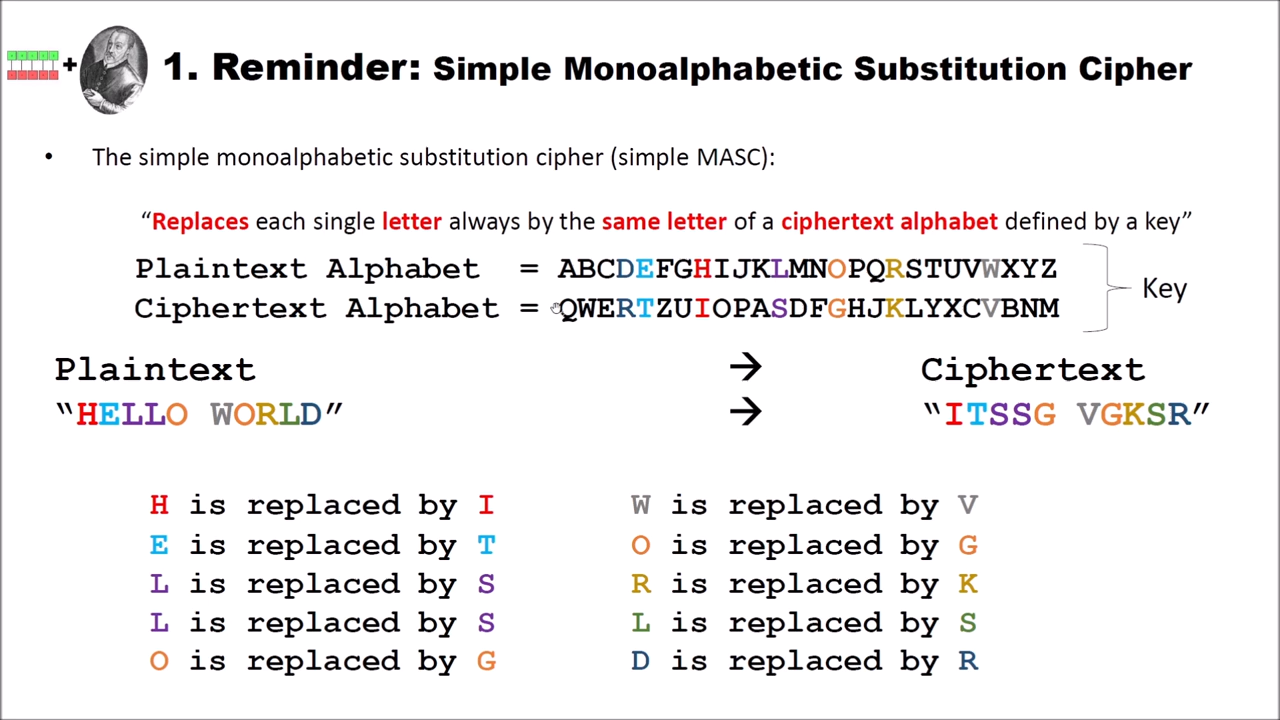 + 1. Reminder: Simple Monoalphabetic Substitution Cipher
• The simple monoalphabetic substitution cipher (simple MASC):
“Replaces each single letter always by the same letter of a ciphertext alphabet defined by a key”
Plaintext Alphabet = ABCDEFGHIJKLMNOPQRSTUVWXYZ
Ciphertext Alphabet = QWERTZUIOPASDFGHJKLYXCVBNM
Key
Plaintext → Ciphertext
“HELLO WORLD” → “ITSSG VGKSR”
H is replaced by I
E is replaced by T
L is replaced by S
L is replaced by S
O is replaced by G
W is replaced by V
O is replaced by G
R is replaced by K
L is replaced by S
D is replaced by R